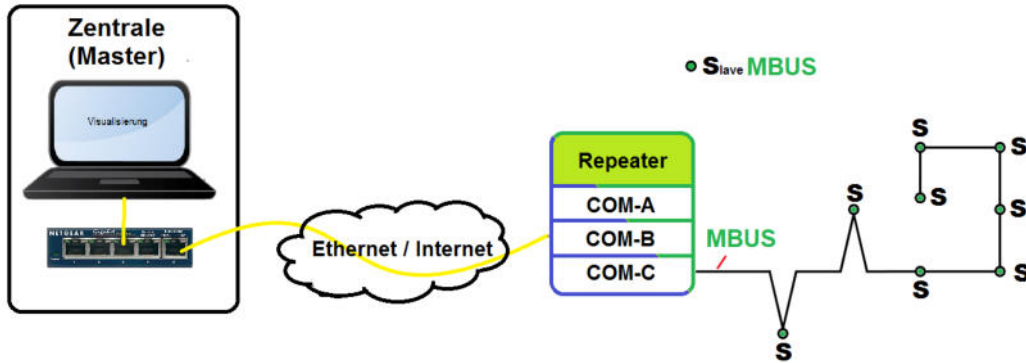 Zentrale
(Master)
Visualisierung
NETGEAR
Slave MBUS
Repeater
COM-A
COM-B
COM-C
Ethernet / Internet
MBUS
S
S
S
S
S
S
S
S